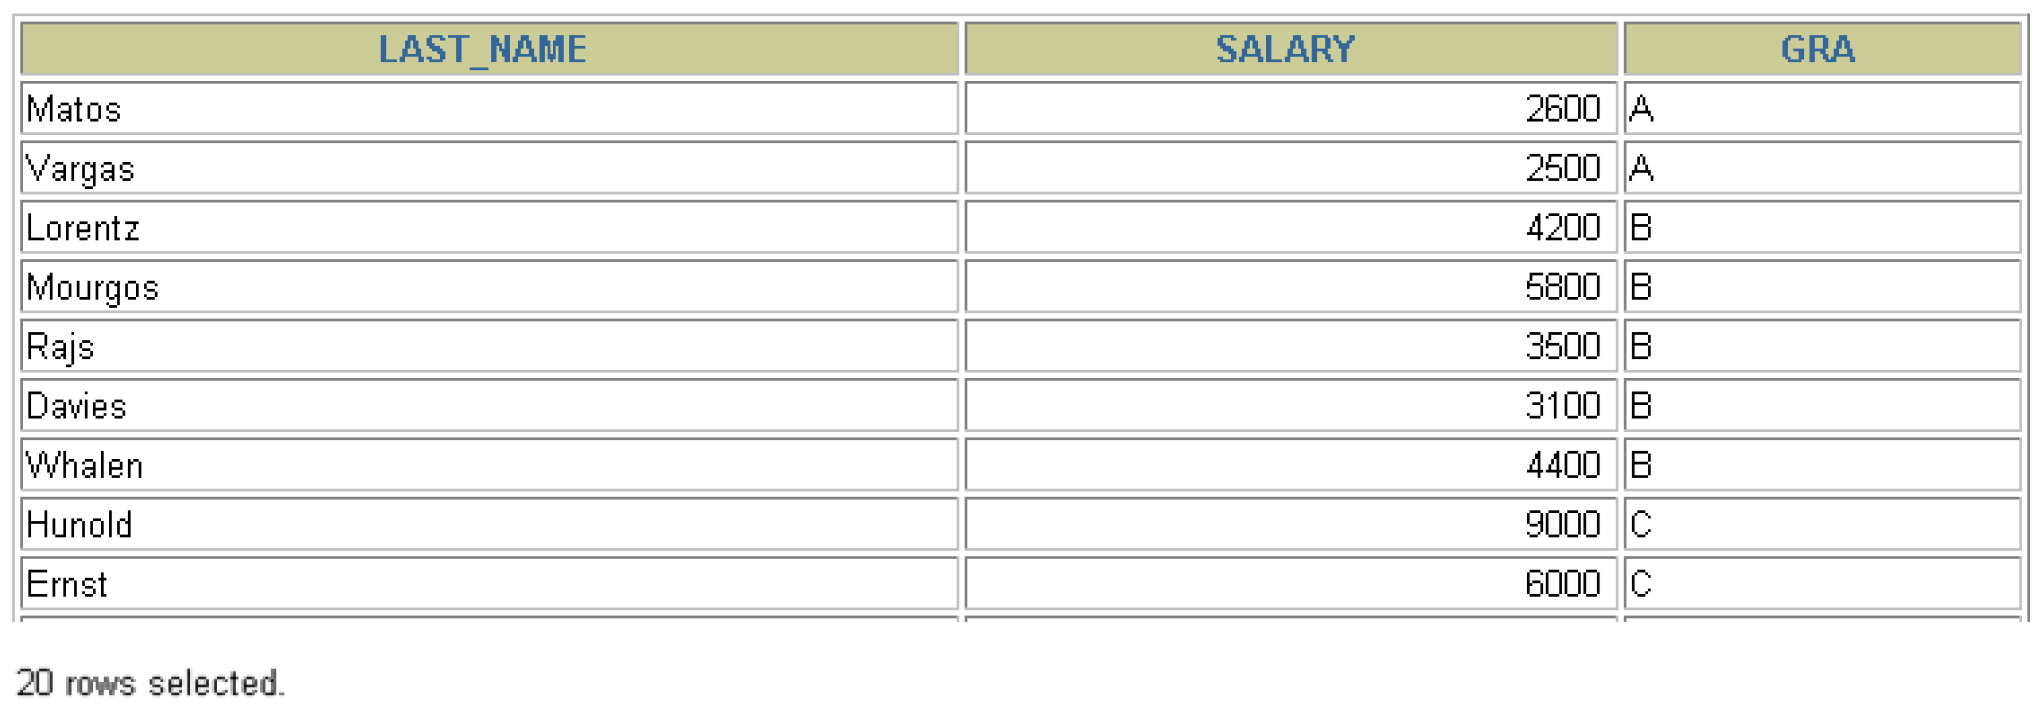 LAST_NAME SALARY GRA
Matos 2600 A
Vargas 2500 A
Lorentz 4200 B
Mourgos 5800 B
Rajs 3500 B
Davies 3100 B
Whalen 4400 B
Hunold 9000 C
Ernst 6000 C
20 rows selected.